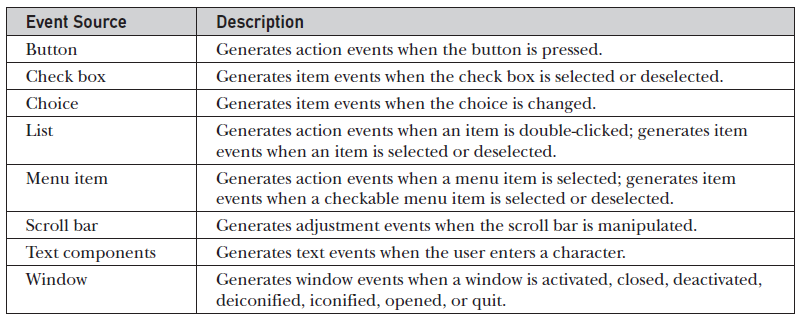 Event Source Description
Button Generates action events when the button is pressed.
Check box Generates item events when the check box is selected or deselected.
Choice Generates item events when the choice is changed.
List Generates action events when an item is double-clicked; generates item
events when an item is selected or deselected.
Menu item Generates action events when a menu item is selected; generates item
events when a checkable menu item is selected or deselected.
Scroll bar Generates adjustment events when the scroll bar is manipulated.
Text components Generates text events when the user enters a character.
Window Generates window events when a window is activated, closed, deactivated,
deiconified, iconified, opened, or quit.